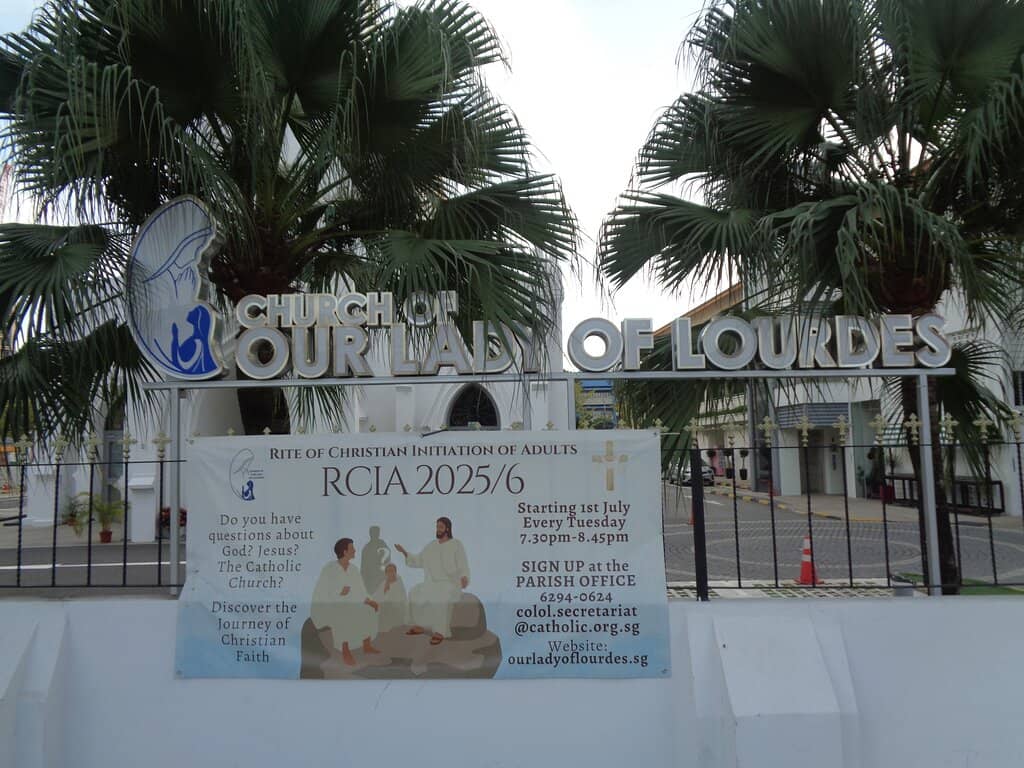 CHURCH OF
OUR LADY OF LOURDES
RITE OF CHRISTIAN INITIATION OF ADULTS
RCIA 2025/6
Do you have
questions about
God? Jesus?
The Catholic
Church?
Discover the
Journey of
Christian
Faith
?
Starting 1st July
Every Tuesday
7.30pm-8.45pm
SIGN UP at the
PARISH OFFICE
6294-0624
colol.secretariat
@catholic.org.sg
Website:
ourladyoflourdes.sg